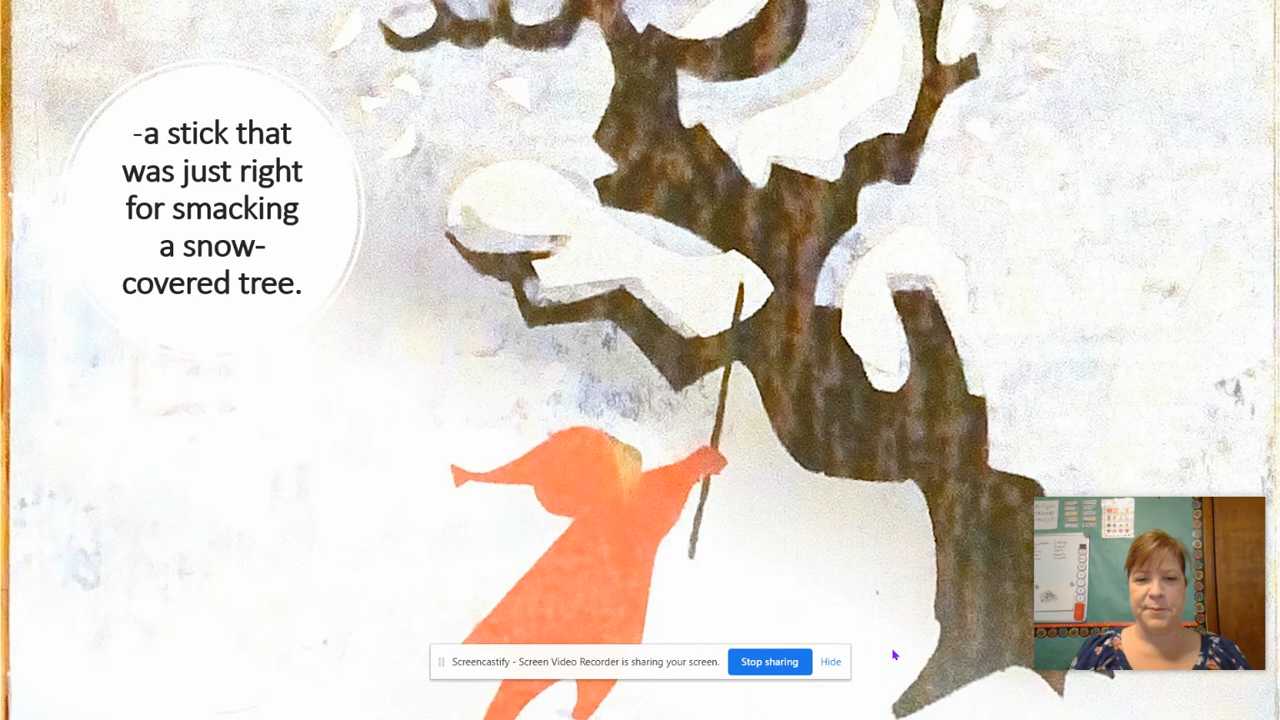 -a stick that
was just right
for smacking
a snow-
covered tree.
Screencastify - Screen Video Recorder is sharing your screen.
Stop sharing
Hide